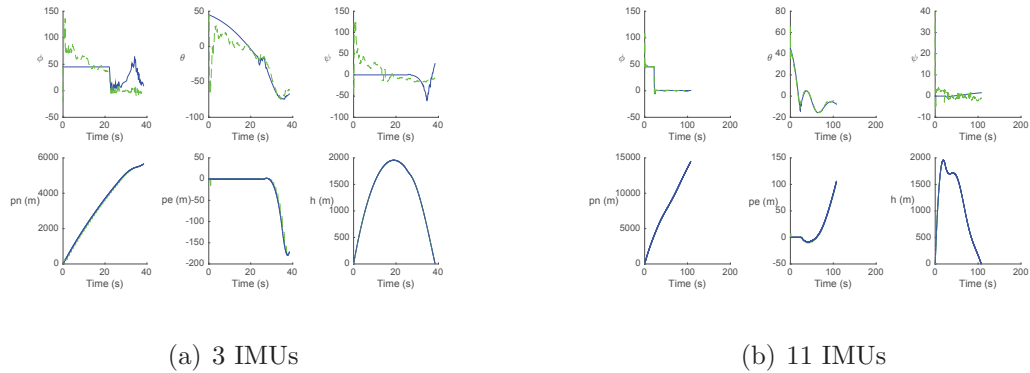 150
100
50
0
-50
ϕ
0 20 40
Time (s)
50
0
-50
-100
θ
0 20 40
Time (s)
150
100
50
0
-50
-100
ψ
0 20 40
Time (s)
6000
4000
2000
0
pn (m)
0 20 40
Time (s)
50
0
pe (m)-50
-100
-150
-200
0 20 40
Time (s)
2000
1500
1000
500
0
h (m)
0 20 40
Time (s)
(a) 3 IMUs
150
100
50
0
-50
ϕ
0 100 200
Time (s)
80
60
40
20
0
-20
θ
0 100 200
Time (s)
40
30
20
10
0
-10
ψ
0 100 200
Time (s)
15000
10000
5000
0
pn (m)
0 100 200
Time (s)
150
100
50
0
-50
pe (m)
0 100 200
Time (s)
2000
1500
1000
500
0
h (m)
0 100 200
Time (s)
(b) 11 IMUs